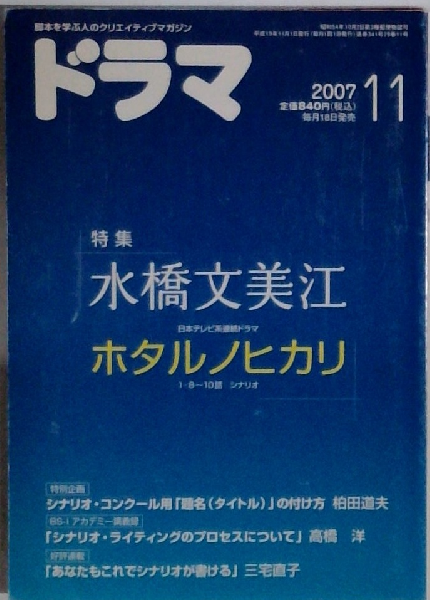 脚本を学ぶ人のクリエイティブマガジン
ドラマ
2007 11
定価840円(税込)
毎月18日発売
特集
水橋文美江
日本テレビ系連続ドラマ
ホタルノヒカリ
1・8〜10話 シナリオ
特別企画
シナリオ・コンクール用「題名(タイトル)」の付け方 柏田道夫
BS-i アカデミー講義録
「シナリオ・ライティングのプロセスについて」高橋 洋
好評連載
「あなたもこれでシナリオが書ける」三宅直子